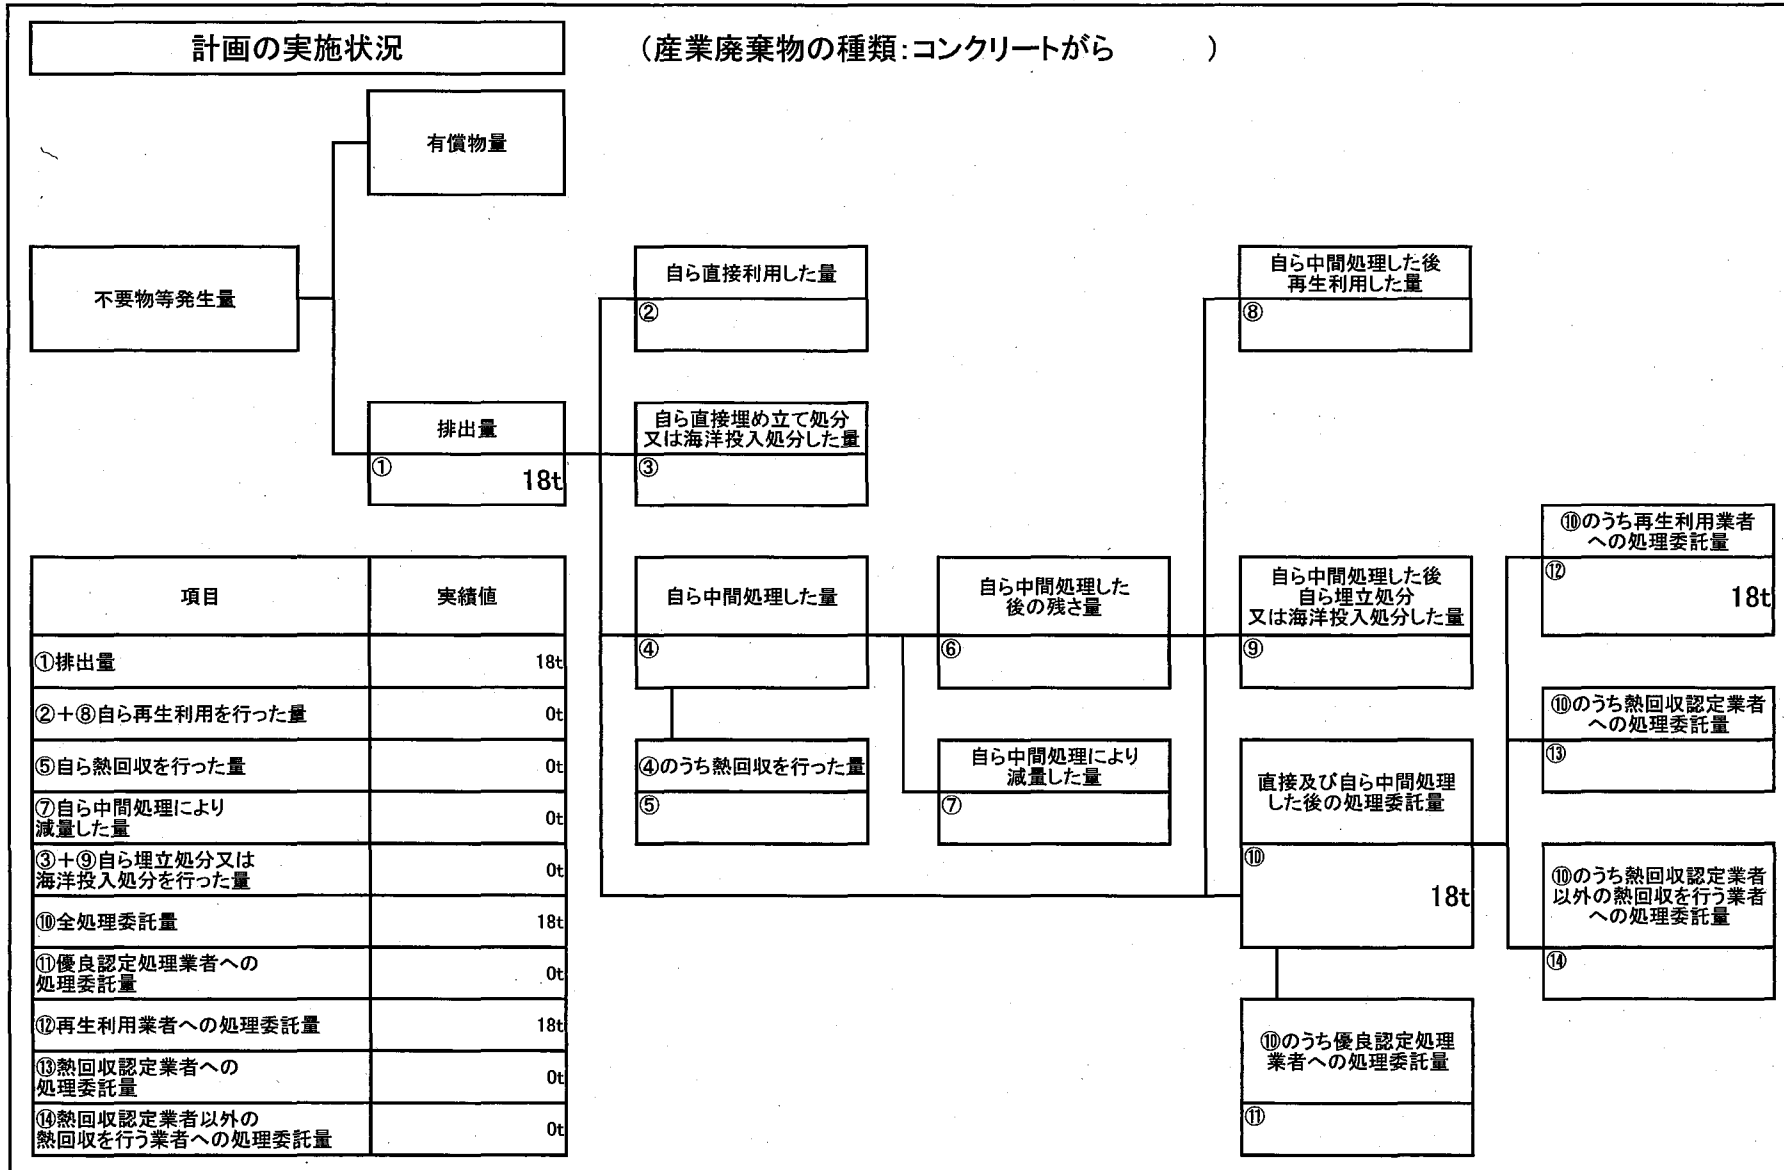 計画の実施状況
（産業廃棄物の種類：コンクリートがら　　　）
有償物量
不要物等発生量
排出量
①
18t
自ら直接利用した量
②
自ら直接埋め立て処分
又は海洋投入処分した量
③
自ら中間処理した量
④
④のうち熱回収を行った量
⑤
自ら中間処理した
後の残さ量
⑥
自ら中間処理により
減量した量
⑦
自ら中間処理した後
再生利用した量
⑧
自ら中間処理した後
自ら埋立処分
又は海洋投入処分した量
⑨
直接及び自ら中間処理
した後の処理委託量
⑩
18t
⑩のうち優良認定処理
業者への処理委託量
⑪
⑩のうち再生利用業者
への処理委託量
⑫
18t
⑩のうち熱回収認定業者
への処理委託量
⑬
⑩のうち熱回収認定業者
以外の熱回収を行う業者
への処理委託量
⑭
項目 実績値
①排出量 18t
②＋⑧自ら再生利用を行った量 0t
⑤自ら熱回収を行った量 0t
⑦自ら中間処理により
減量した量 0t
③＋⑨自ら埋立処分又は
海洋投入処分を行った量 0t
⑩全処理委託量 18t
⑪優良認定処理業者への
処理委託量 0t
⑫再生利用業者への処理委託量 18t
⑬熱回収認定業者への
処理委託量 0t
⑭熱回収認定業者以外の
熱回収を行う業者への処理委託量 0t